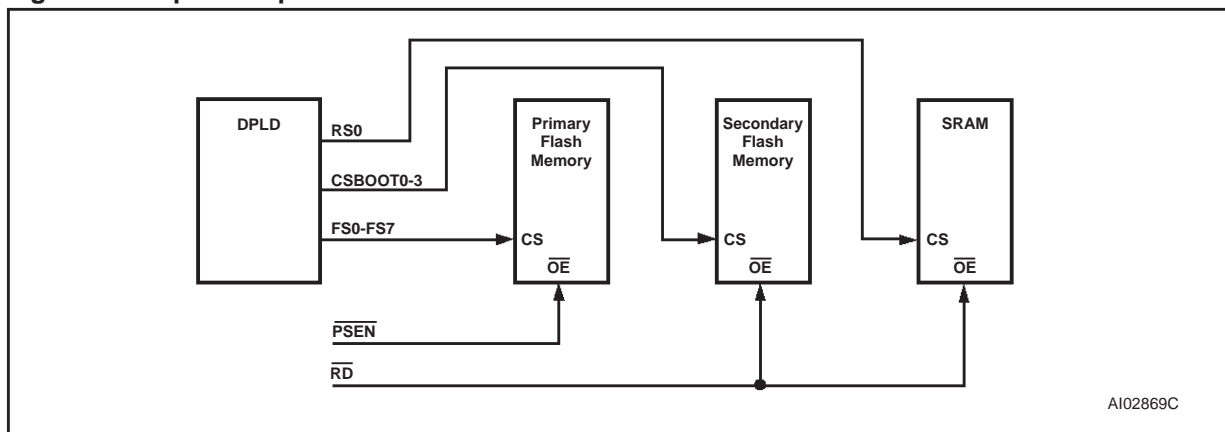 DPLD
RS0
CSBOOT0-3
FS0-FS7
Primary
Flash
Memory
CS
OE
Secondary
Flash
Memory
CS
OE
SRAM
CS
OE
PSEN
RD
AI02869C